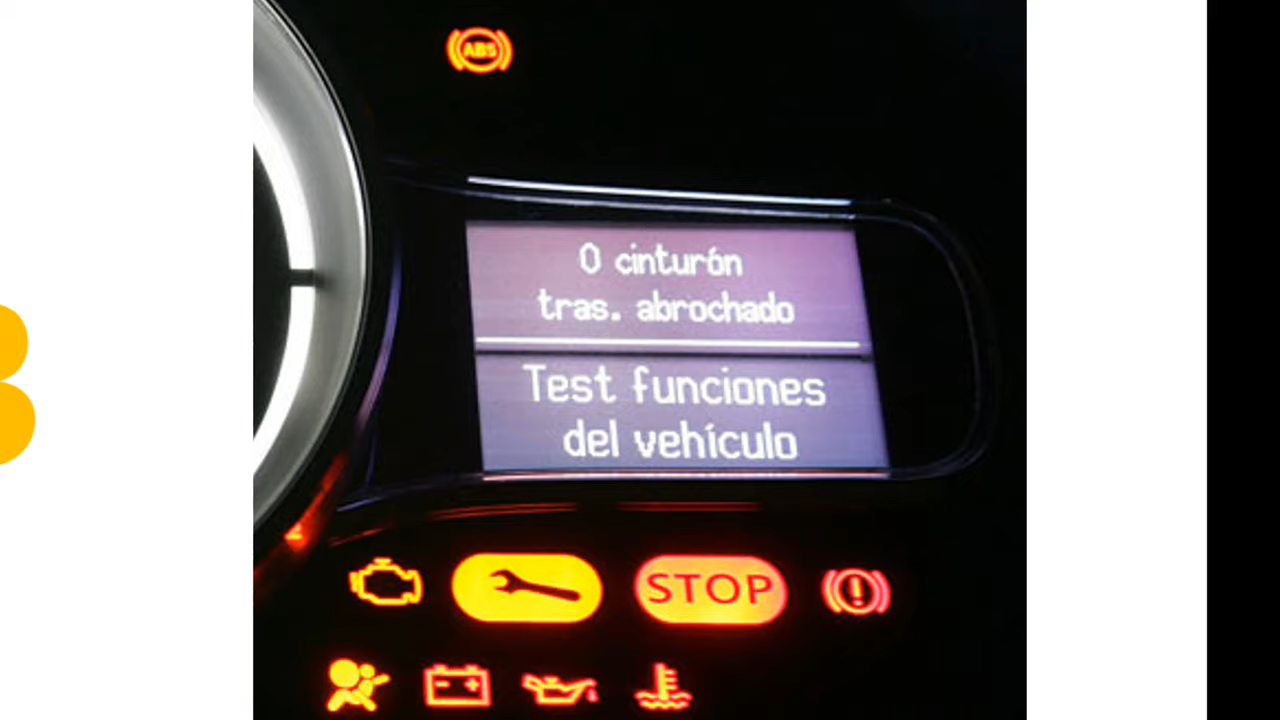 ABS
0 cinturón
tras. abrochado
Test funciones
del vehículo
STOP